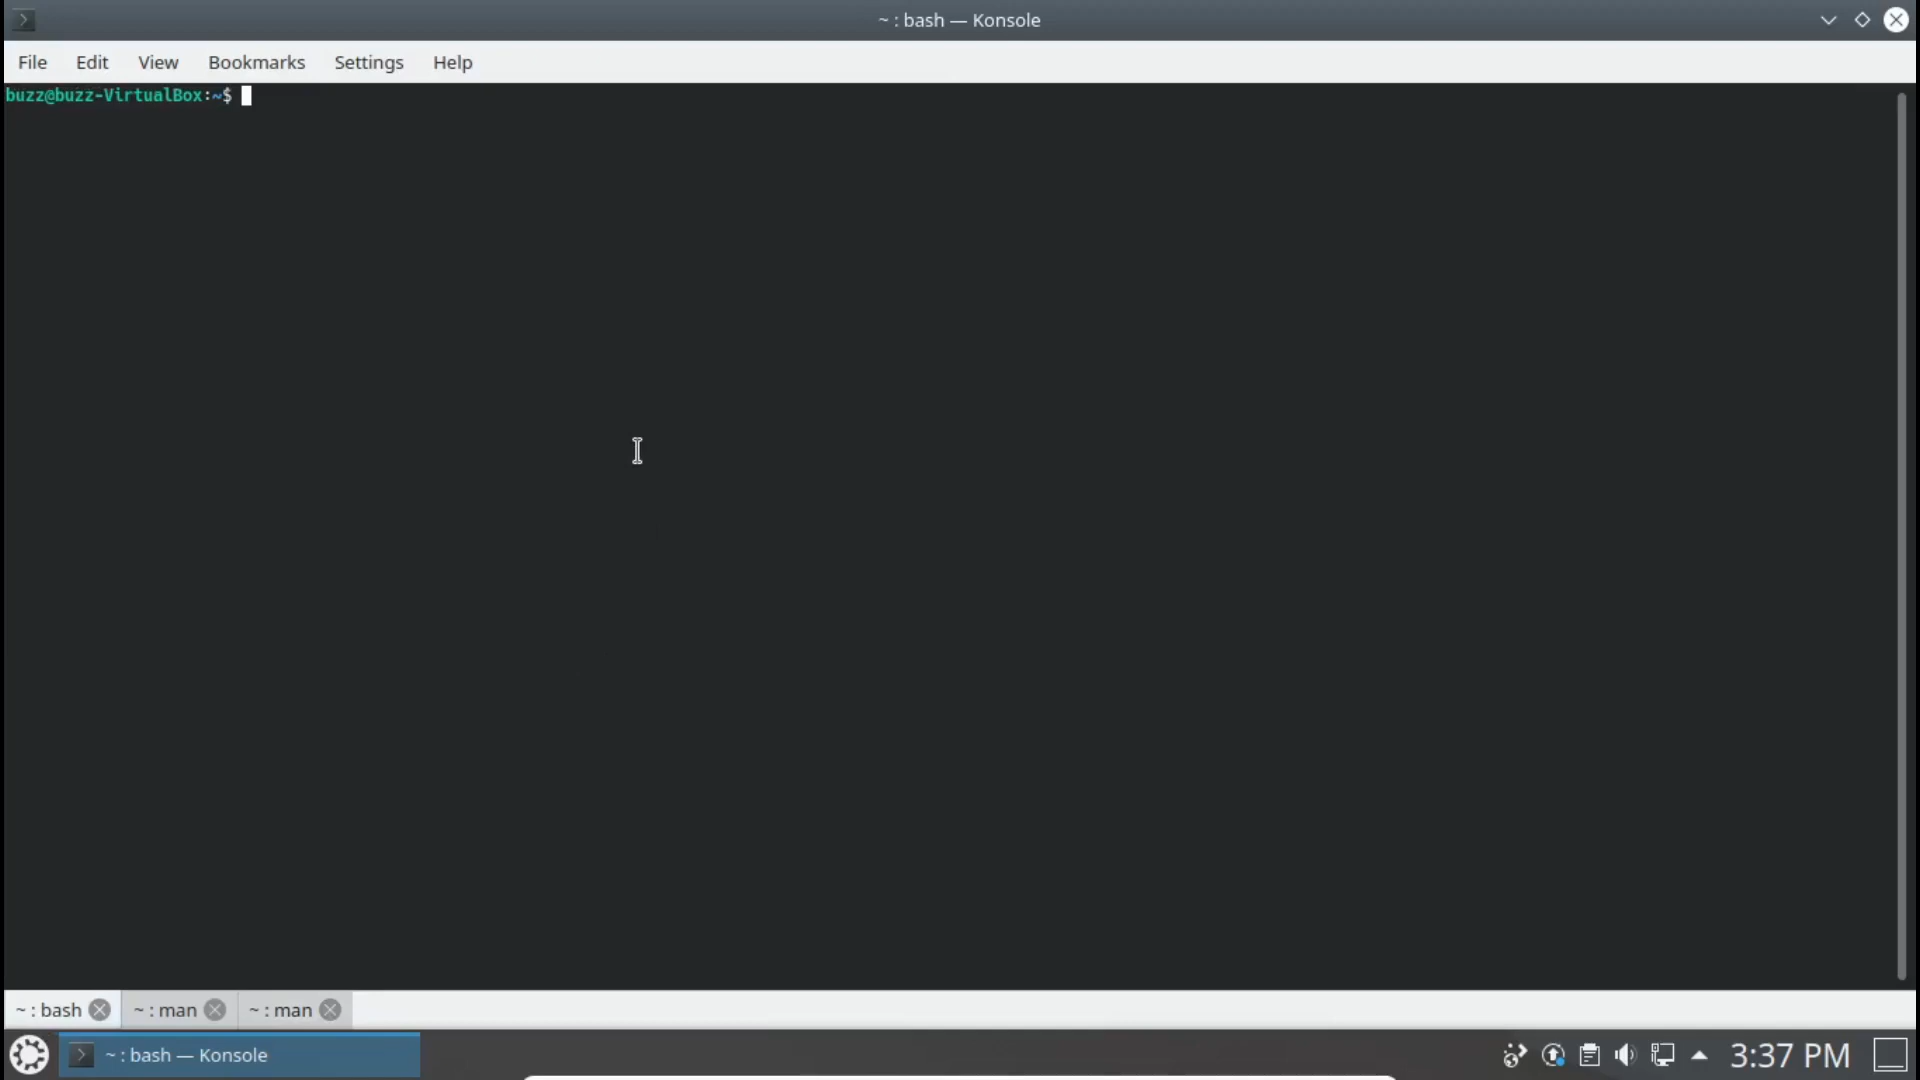 ~ : bash — Konsole
File Edit View Bookmarks Settings Help
buzz@buzz-VirtualBox:~$
~ : bash ~ : man ~ : man
~ : bash — Konsole 3:37 PM